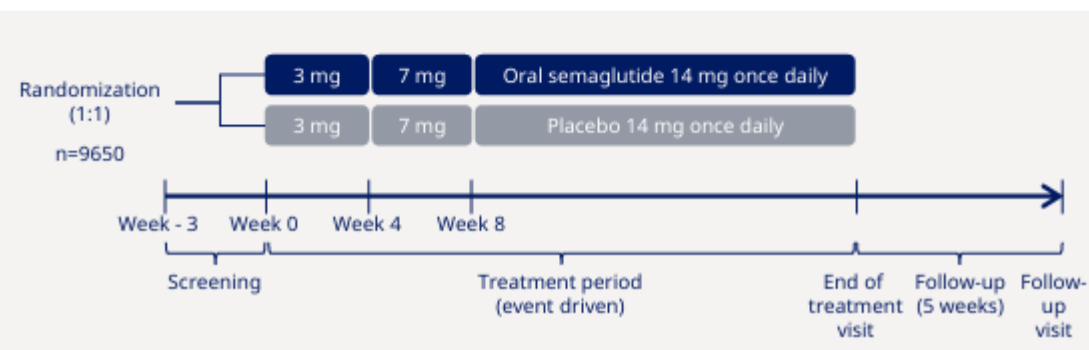 Randomization
(1:1)
n=9650
3 mg
7 mg
Oral semaglutide 14 mg once daily
3 mg
7 mg
Placebo 14 mg once daily
Week - 3
Week 0
Week 4
Week 8
Screening
Treatment period
(event driven)
End of
treatment
visit
Follow-up
(5 weeks)
Follow-
up
visit